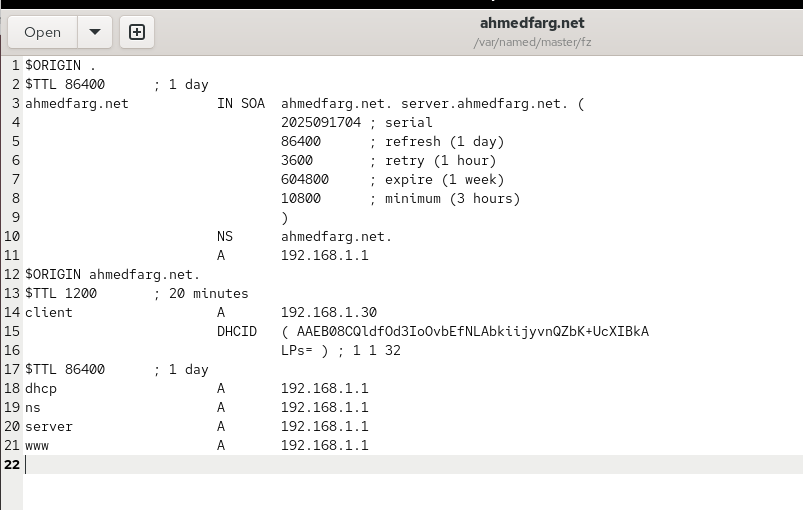 Open
ahmedfarg.net
/var/named/master/fz
1 $ORIGIN .
2 $TTL 86400 ; 1 day
3 ahmedfarg.net IN SOA ahmedfarg.net. server.ahmedfarg.net. (
4 2025091704 ; serial
5 86400 ; refresh (1 day)
6 3600 ; retry (1 hour)
7 604800 ; expire (1 week)
8 10800 ; minimum (3 hours)
9 )
10 NS ahmedfarg.net.
11 A 192.168.1.1
12 $ORIGIN ahmedfarg.net.
13 $TTL 1200 ; 20 minutes
14 client A 192.168.1.30
15 DHCID ( AAEB08CQldfOd3IoOvbEfNLAbkiijyvnQZbK+UcXIBkA
16 LPs= ) ; 1 1 32
17 $TTL 86400 ; 1 day
18 dhcp A 192.168.1.1
19 ns A 192.168.1.1
20 server A 192.168.1.1
21 www A 192.168.1.1
22